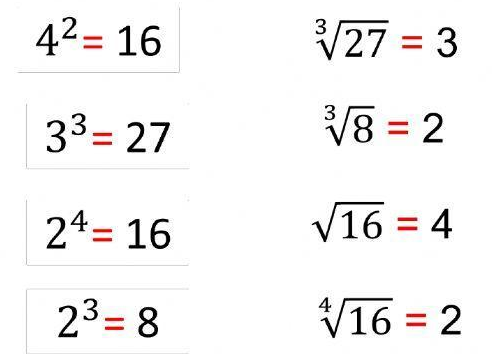 4² = 16
∛27 = 3
3³ = 27
∛8 = 2
2⁴ = 16
√16 = 4
2³ = 8
∜16 = 2